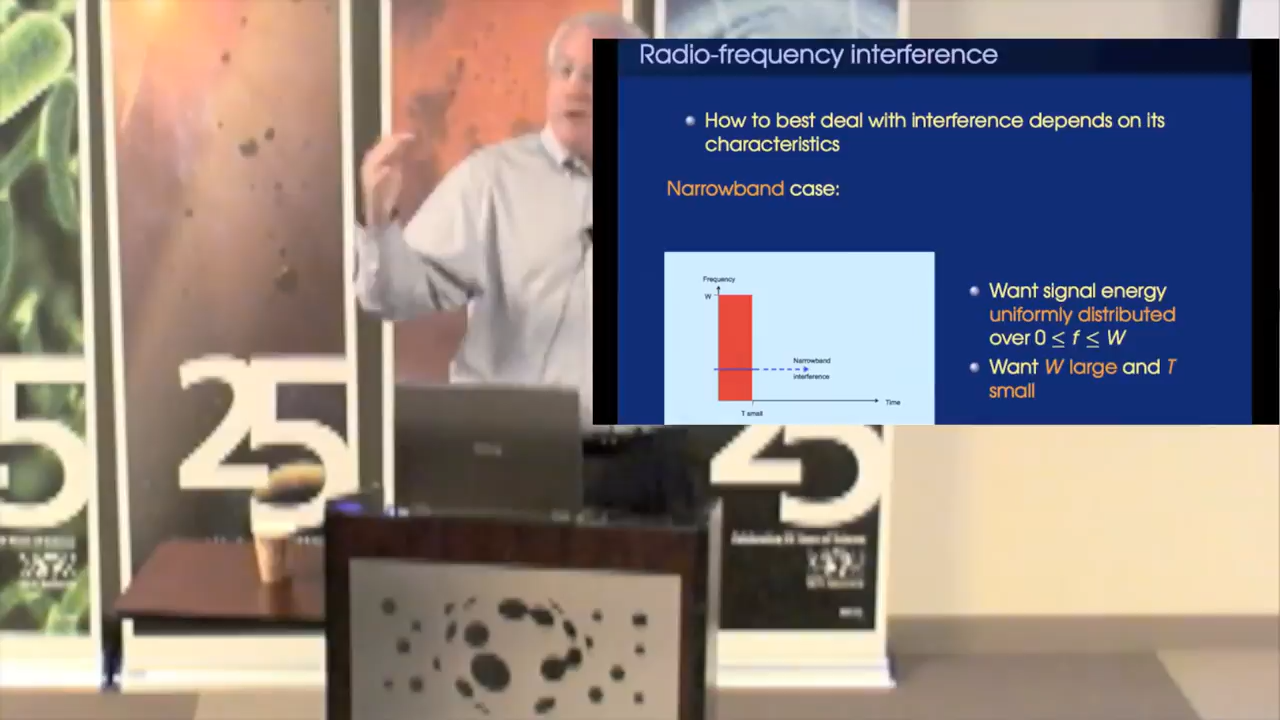 Radio-frequency interference
How to best deal with interference depends on its
characteristics
Narrowband case:
Frequency
W
Narrowband
interference
Time
T small
Want signal energy
uniformly distributed
over 0 ≤ f ≤ W
Want W large and T
small
25
25
25